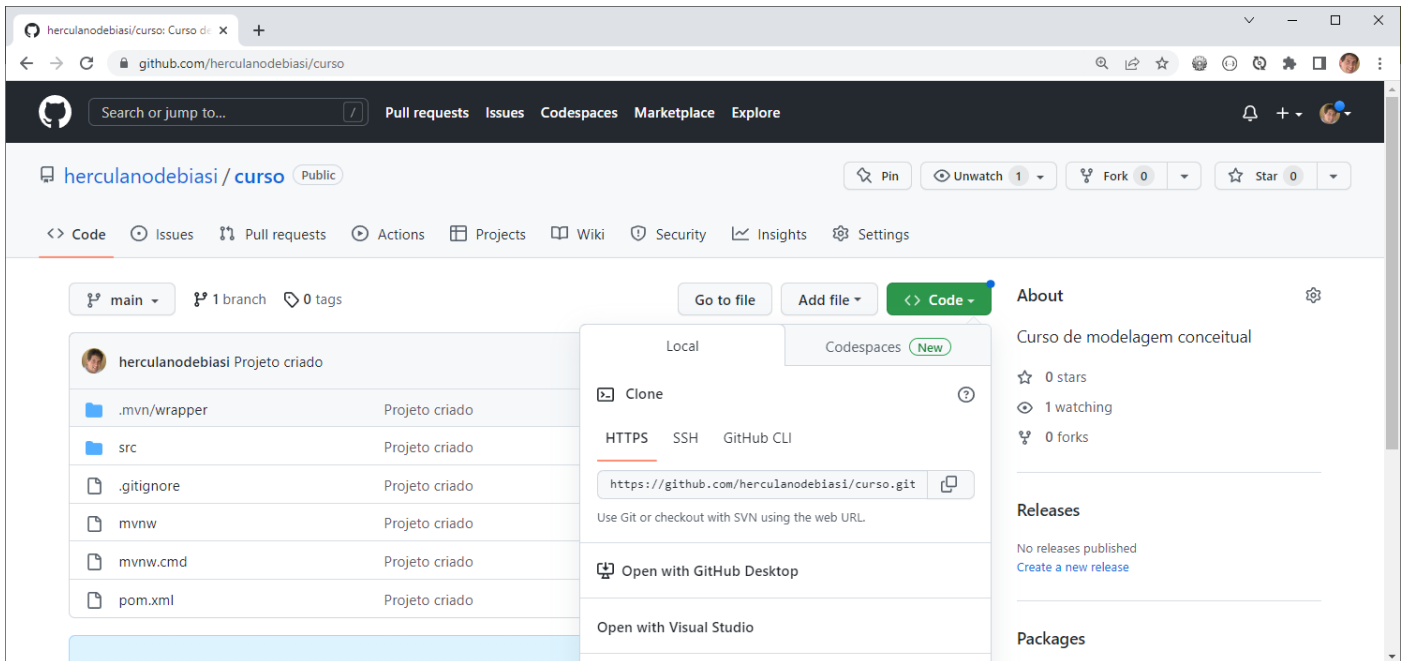 herculanodebiasi/curso: Curso de
github.com/herculanodebiasi/curso
Search or jump to... /
Pull requests Issues Codespaces Marketplace Explore
herculanodebiasi / curso Public
Pin Unwatch 1 Fork 0 Star 0
Code Issues Pull requests Actions Projects Wiki Security Insights Settings
main 1 branch 0 tags Go to file Add file Code
herculanodebiasi Projeto criado
.mvn/wrapper Projeto criado
src Projeto criado
.gitignore Projeto criado
mvnw Projeto criado
mvnw.cmd Projeto criado
pom.xml Projeto criado
Local Codespaces New
Clone
HTTPS SSH GitHub CLI
https://github.com/herculanodebiasi/curso.git
Use Git or checkout with SVN using the web URL.
Open with GitHub Desktop
Open with Visual Studio
About
Curso de modelagem conceitual
0 stars
1 watching
0 forks
Releases
No releases published
Create a new release
Packages